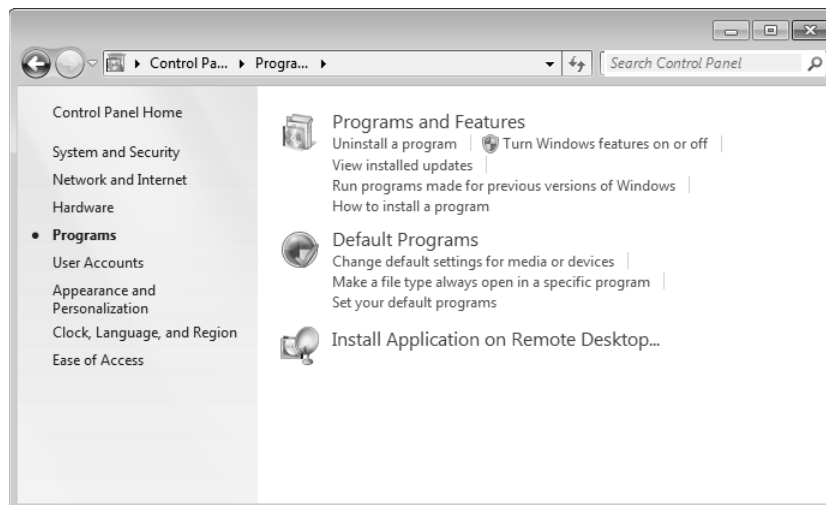 Control Pa... Progra... Search Control Panel
Control Panel Home
System and Security
Network and Internet
Hardware
Programs
User Accounts
Appearance and
Personalization
Clock, Language, and Region
Ease of Access
Programs and Features
Uninstall a program Turn Windows features on or off
View installed updates
Run programs made for previous versions of Windows
How to install a program
Default Programs
Change default settings for media or devices
Make a file type always open in a specific program
Set your default programs
Install Application on Remote Desktop...